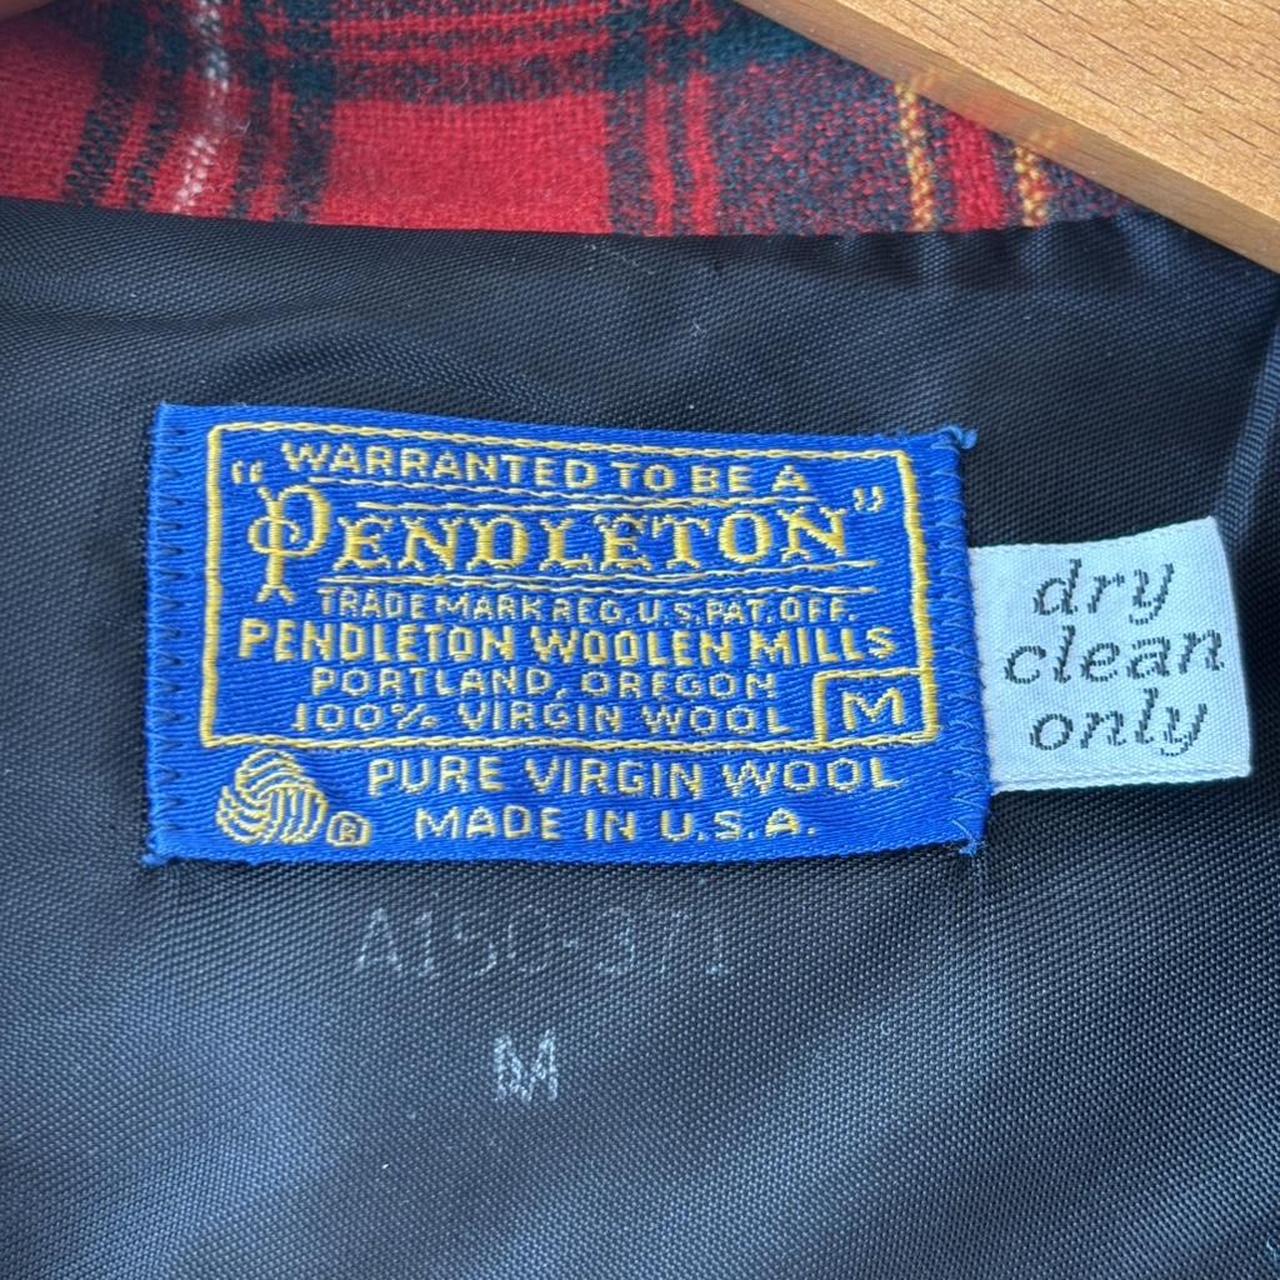 WARRANTED TO BE A
"PENDLETON"
TRADE MARK REG. U.S. PAT. OFF.
PENDLETON WOOLEN MILLS
PORTLAND, OREGON
100% VIRGIN WOOL
M
PURE VIRGIN WOOL
® MADE IN U.S.A.
dry
clean
only
M